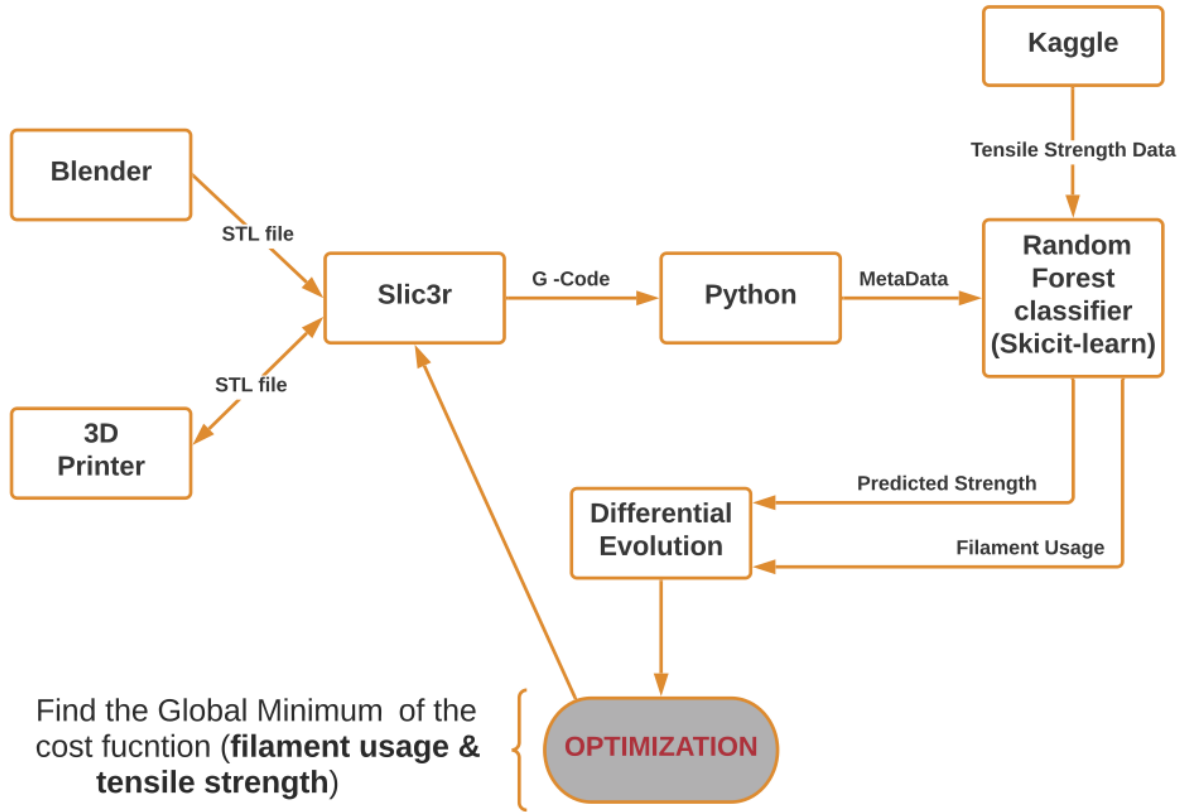 Kaggle
Tensile Strength Data
Blender
STL file
Slic3r
G -Code
Python
MetaData
Random
Forest
classifier
(Skicit-learn)
STL file
3D
Printer
Predicted Strength
Filament Usage
Differential
Evolution
Find the Global Minimum of the
cost fucntion (filament usage &
tensile strength)
OPTIMIZATION